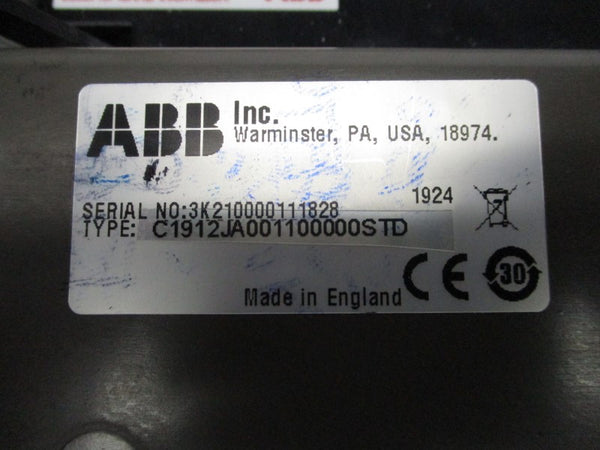 ABB Inc.
Warminster, PA, USA, 18974.
1924
SERIAL NO:3K210000111828
TYPE: C1912JA001100000STD
Made in England CE 30